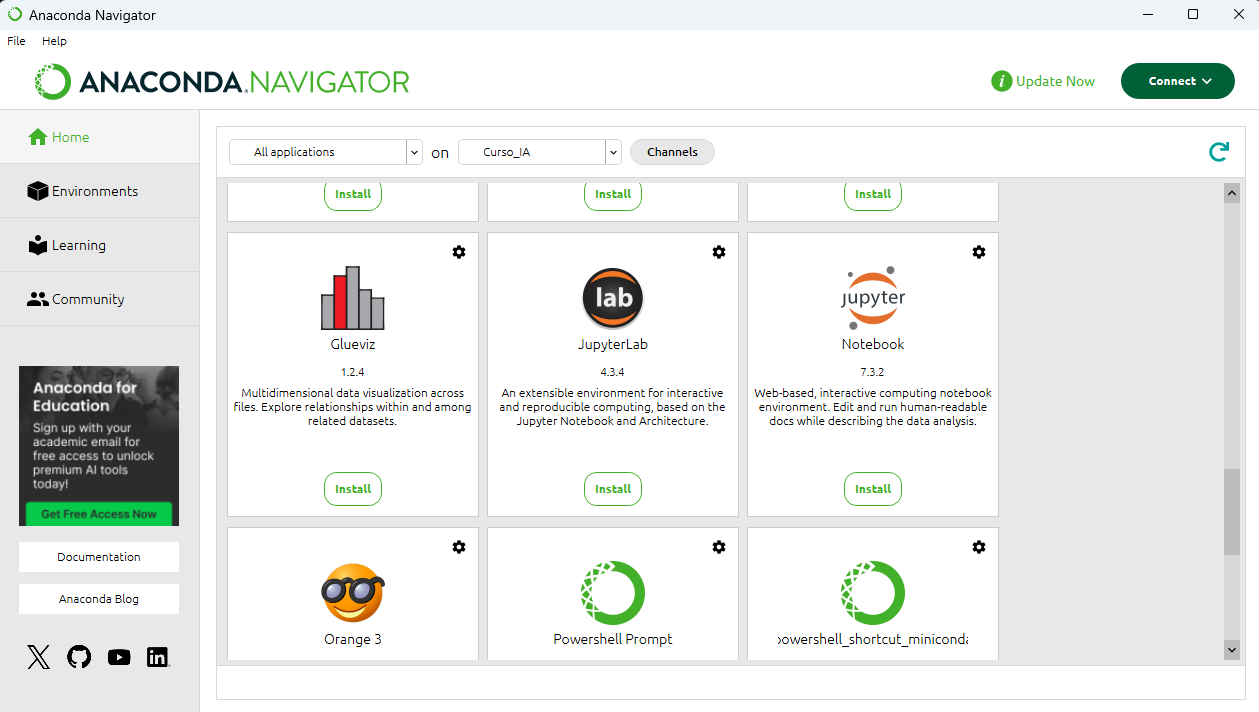 Anaconda Navigator
File Help
ANACONDA.NAVIGATOR
i Update Now
Connect
Home
Environments
Learning
Community
Anaconda for
Education
Sign up with your
academic email for
free access to unlock
premium AI tools
today!
Get Free Access Now
Documentation
Anaconda Blog
All applications on Curso_IA Channels
Install Install Install
Glueviz
1.2.4
Multidimensional data visualization across
files. Explore relationships within and among
related datasets.
Install
lab
JupyterLab
4.3.4
An extensible environment for interactive
and reproducible computing, based on the
Jupyter Notebook and Architecture.
Install
jupyter
Notebook
7.3.2
Web-based, interactive computing notebook
environment. Edit and run human-readable
docs while describing the data analysis.
Install
Orange 3
Powershell Prompt
powershell_shortcut_miniconda